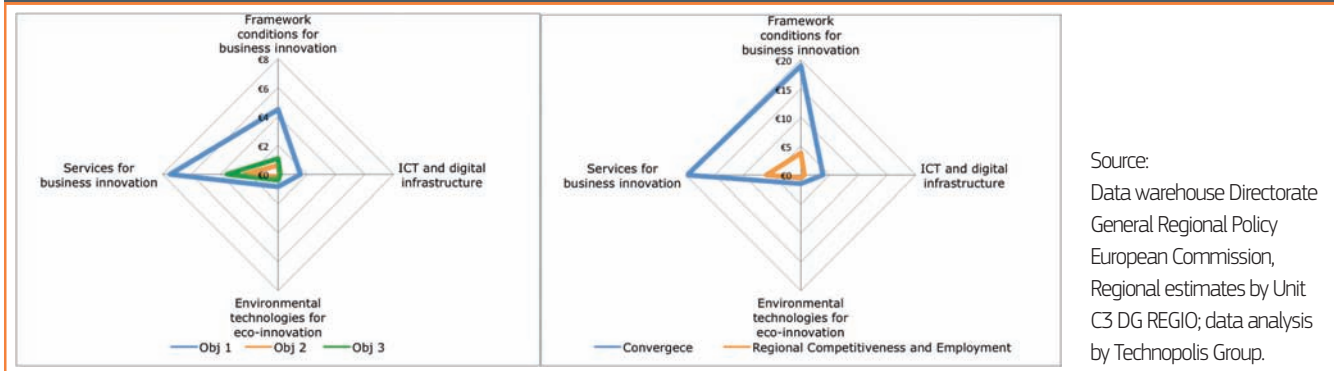 Framework
conditions for
business innovation
€8
€6
€4
€2
€0
Services for
business innovation
ICT and digital
infrastructure
Environmental
technologies for
eco-innovation
Obj 1 Obj 2 Obj 3
Framework
conditions for
business innovation
€20
€15
€10
€5
€0
Services for
business innovation
ICT and digital
infrastructure
Environmental
technologies for
eco-innovation
Convergece Regional Competitiveness and Employment
Source:
Data warehouse Directorate
General Regional Policy
European Commission,
Regional estimates by Unit
C3 DG REGIO; data analysis
by Technopolis Group.